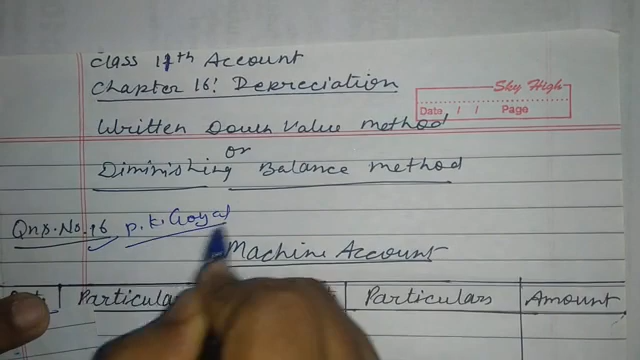 Class 11th Account
Chapter 16: Depreciation
Sky High
Date / / Page
Written Down Value Method
or
Diminishing Balance Method
Qns. No. 16 P. K. Goyal
Machine Account
Particulars Particulars Amount